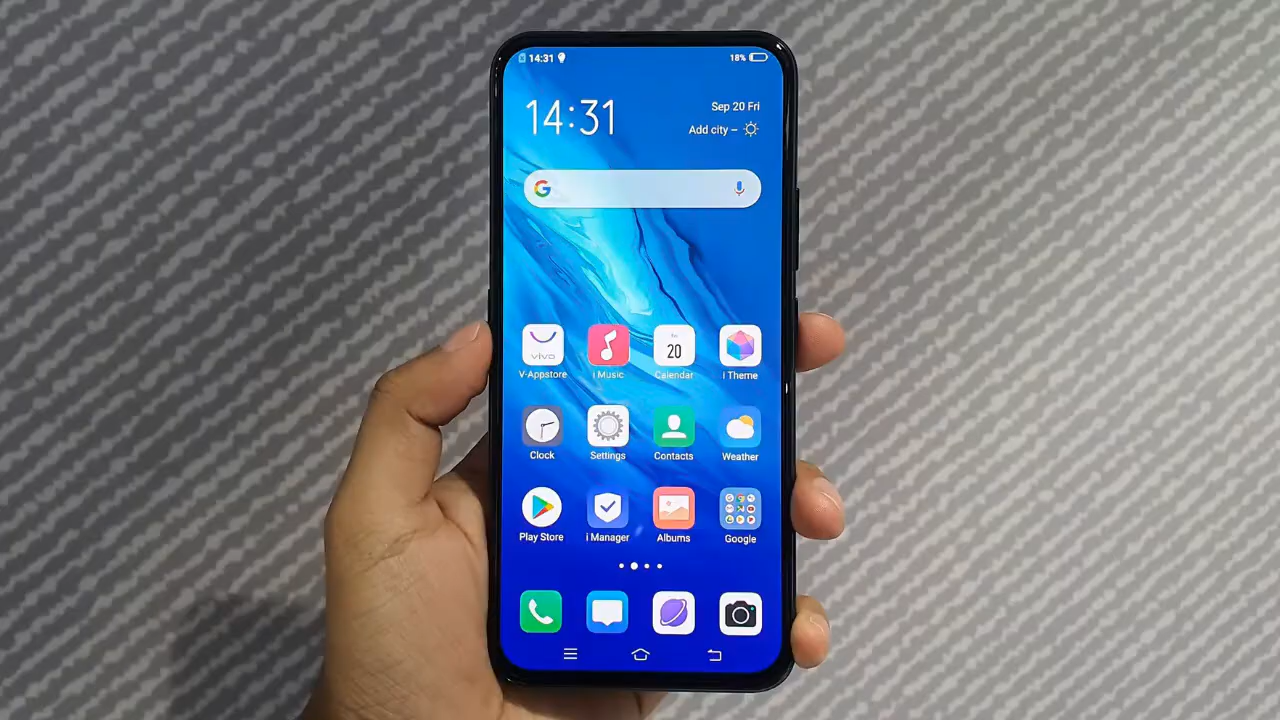 14:31 18%
14:31
Sep 20 Fri
Add city –
G
vivo
20
V-Appstore i Music Calendar i Theme
Clock Settings Contacts Weather
Play Store i Manager Albums Google